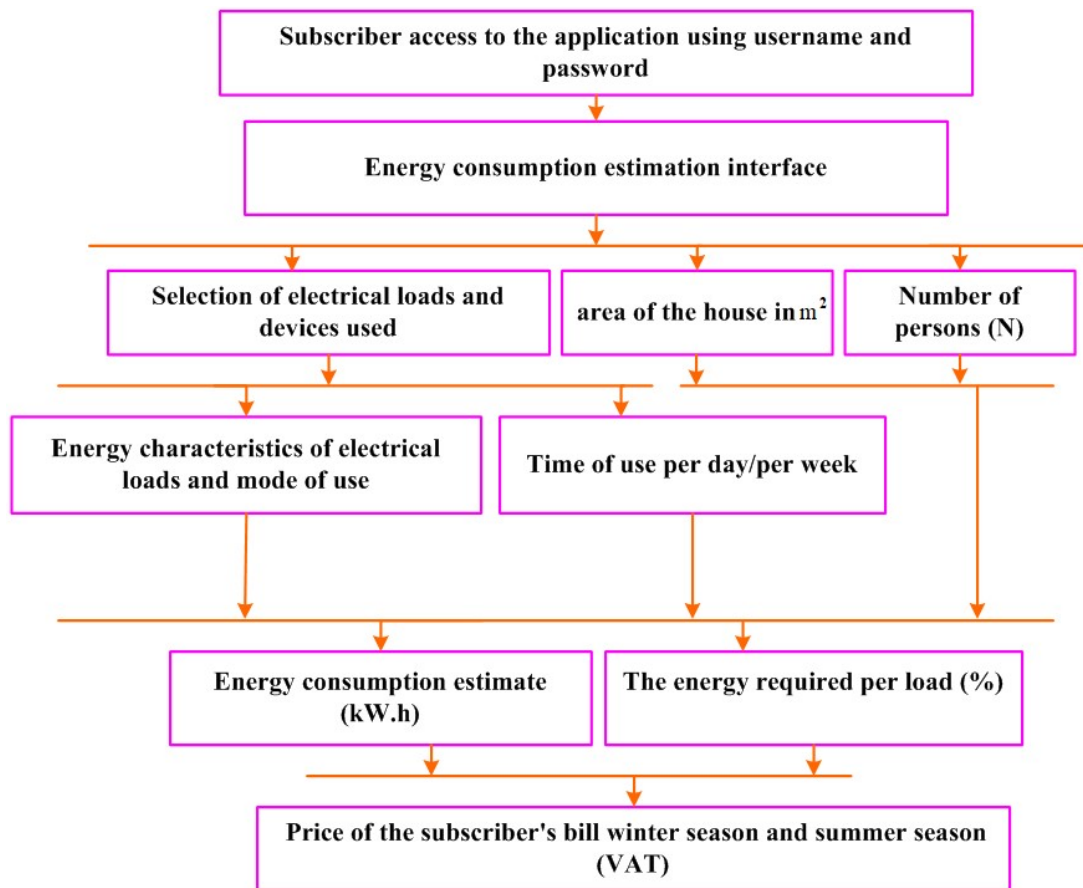 Subscriber access to the application using username and
password
Energy consumption estimation interface
Selection of electrical loads and
devices used
area of the house in m²
Number of
persons (N)
Energy characteristics of electrical
loads and mode of use
Time of use per day/per week
Energy consumption estimate
(kW.h)
The energy required per load (%)
Price of the subscriber's bill winter season and summer season
(VAT)